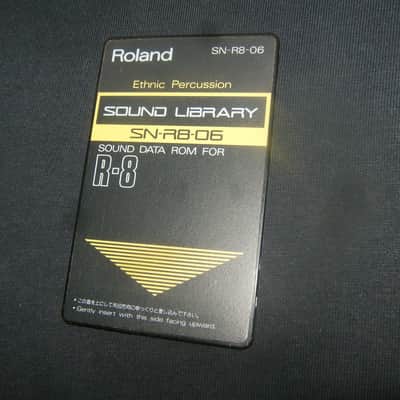 Roland SN-R8-06
Ethnic Percussion
SOUND LIBRARY
SN-R8-06
SOUND DATA ROM FOR
R-8
• Gently insert with this side facing upward.